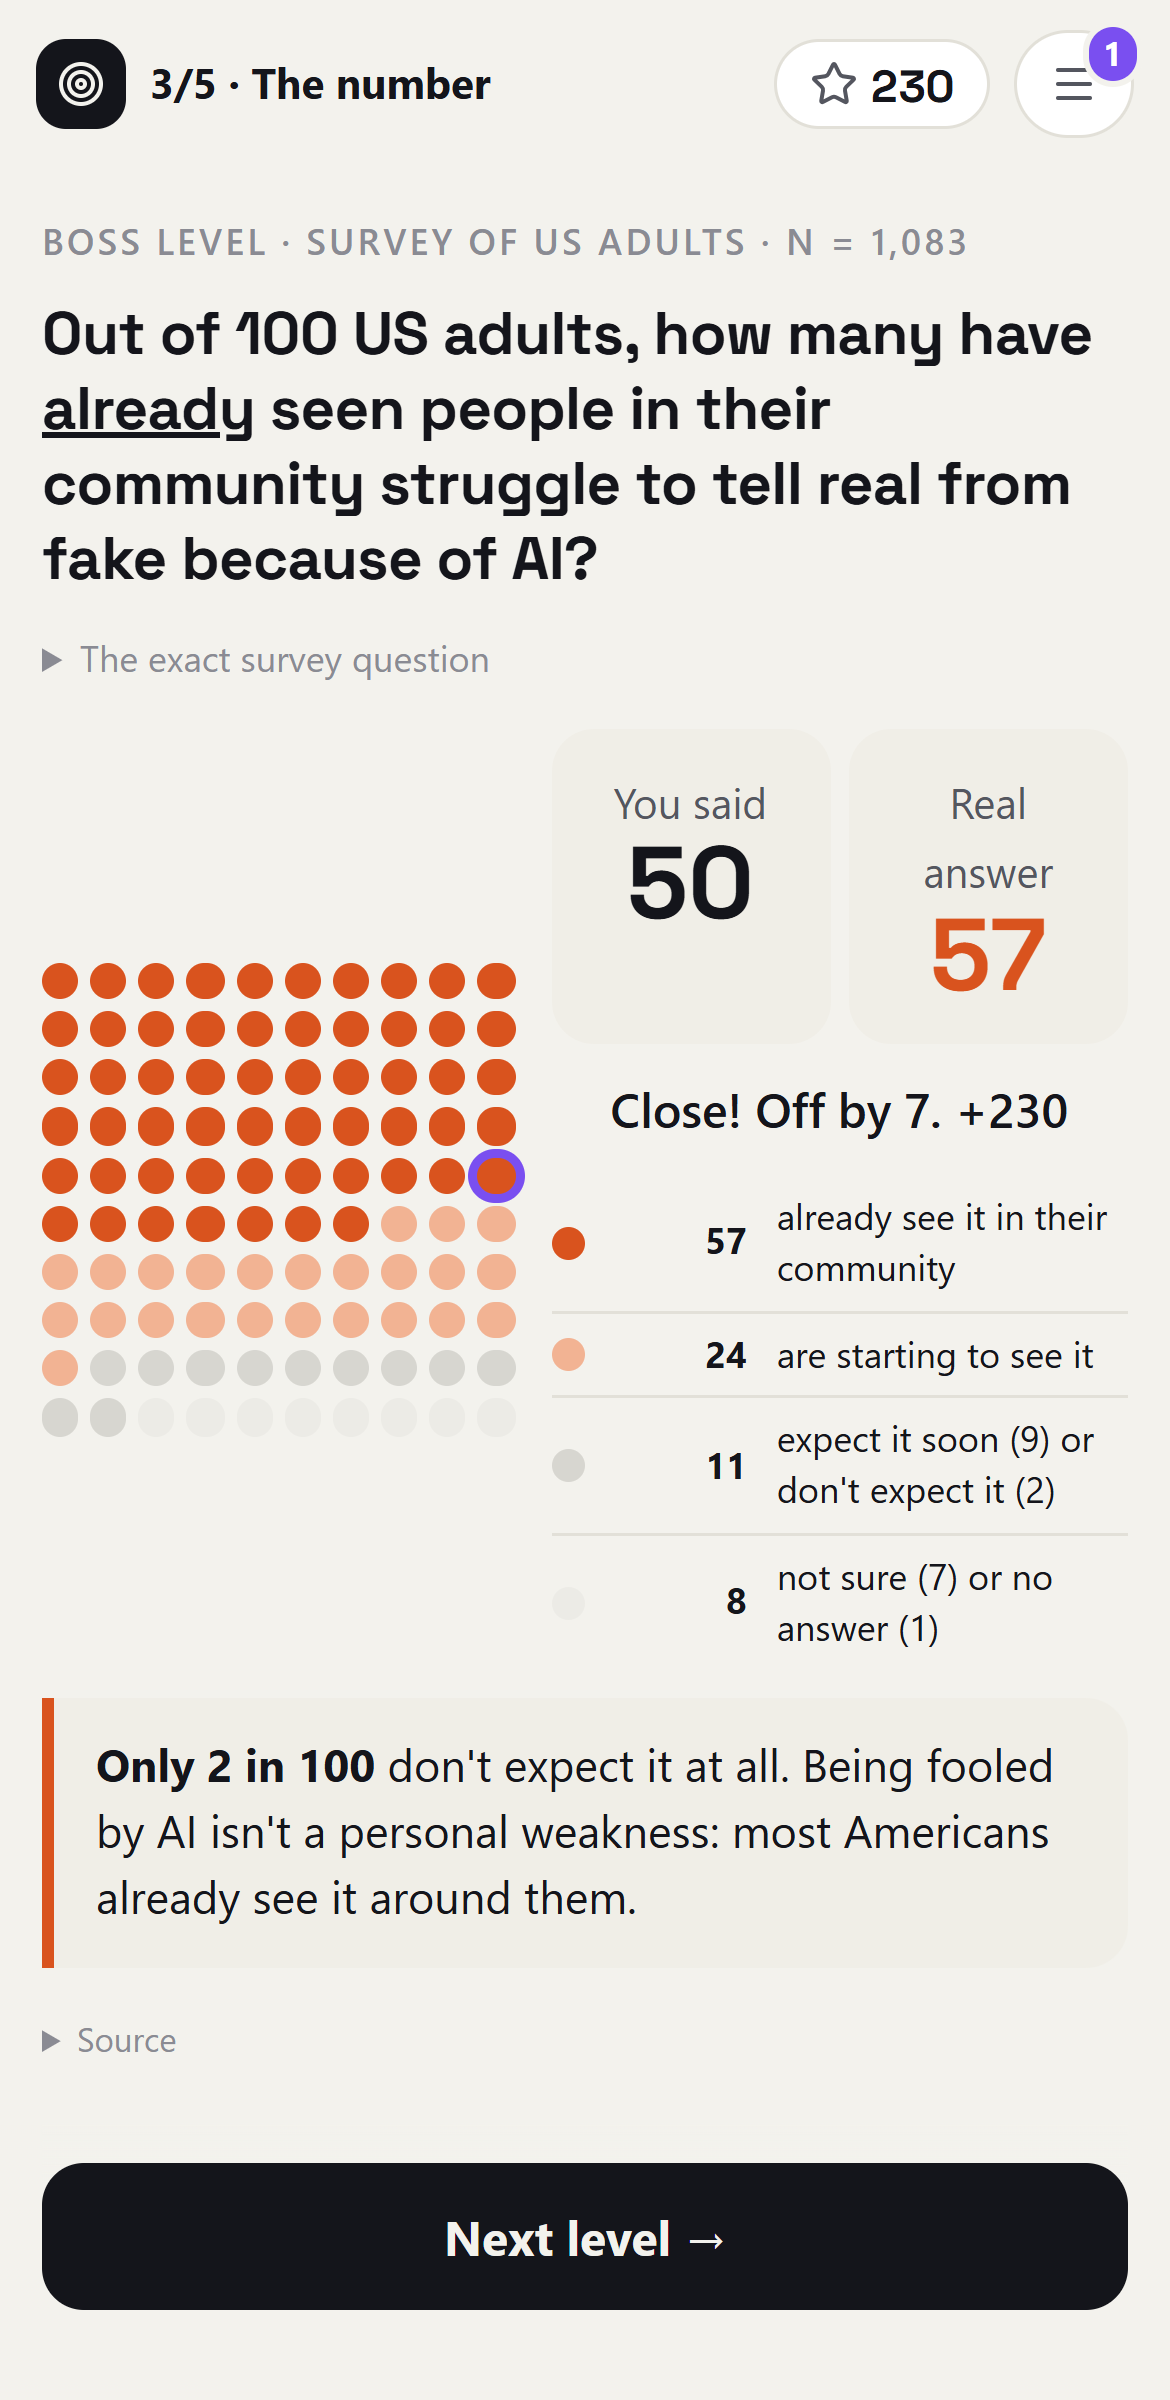 3/5 · The number
230
1
BOSS LEVEL · SURVEY OF US ADULTS · N = 1,083
Out of 100 US adults, how many have
already seen people in their
community struggle to tell real from
fake because of AI?
▶ The exact survey question
You said
50
Real
answer
57
Close! Off by 7. +230
57 already see it in their
community
24 are starting to see it
11 expect it soon (9) or
don't expect it (2)
8 not sure (7) or no
answer (1)
Only 2 in 100 don't expect it at all. Being fooled
by AI isn't a personal weakness: most Americans
already see it around them.
▶ Source
Next level →